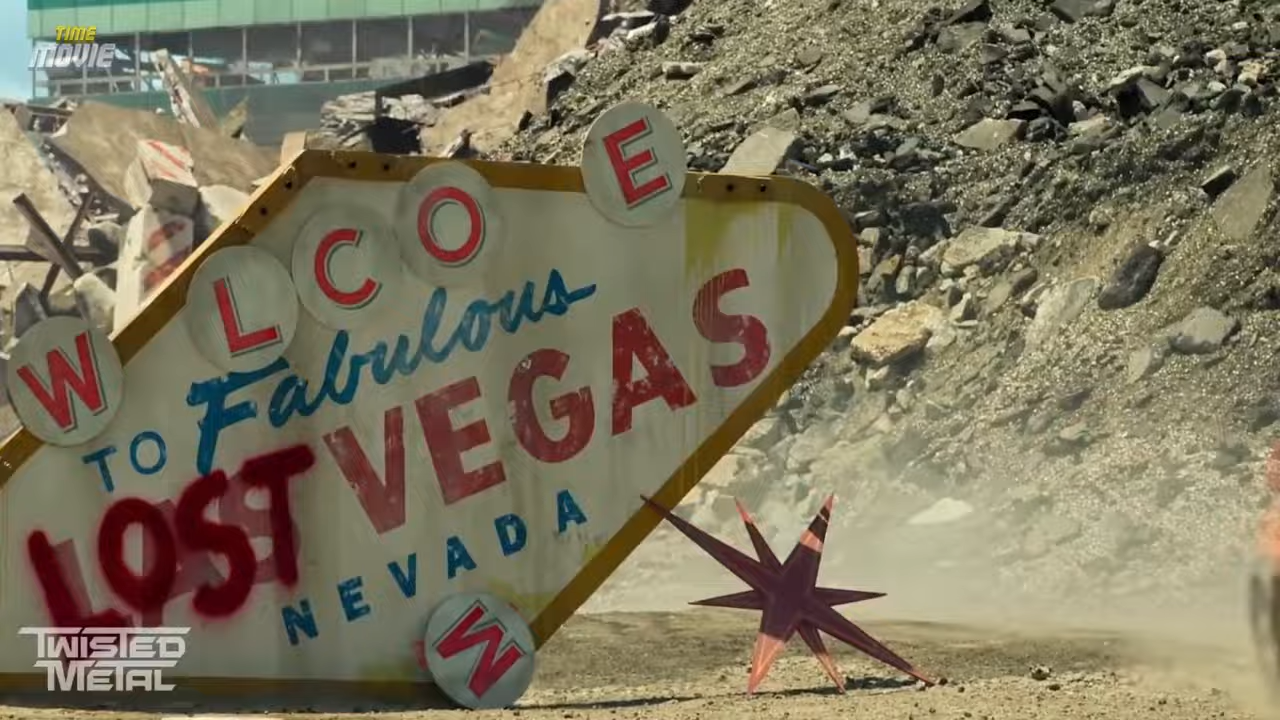 TIME
MOVIE
W L C O E
TO Fabulous
LOST VEGAS
NEVADA
M
TWISTED
METAL